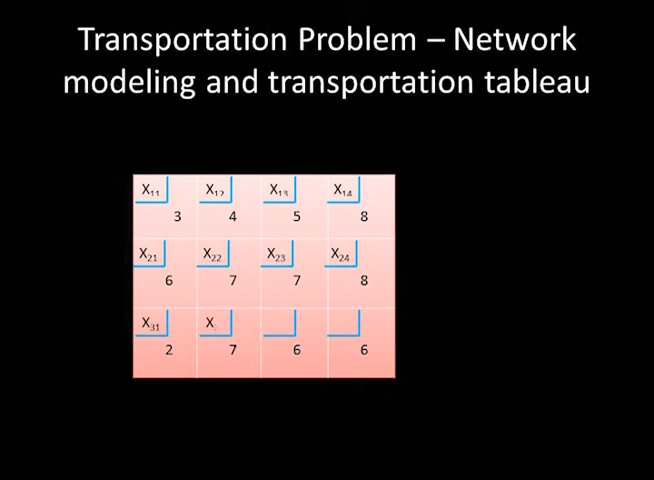 Transportation Problem – Network
modeling and transportation tableau
X₁₁ X₁₂ X₁₃ X₁₄
3 4 5 8
X₂₁ X₂₂ X₂₃ X₂₄
6 7 7 8
X₃₁ X
2 7 6 6